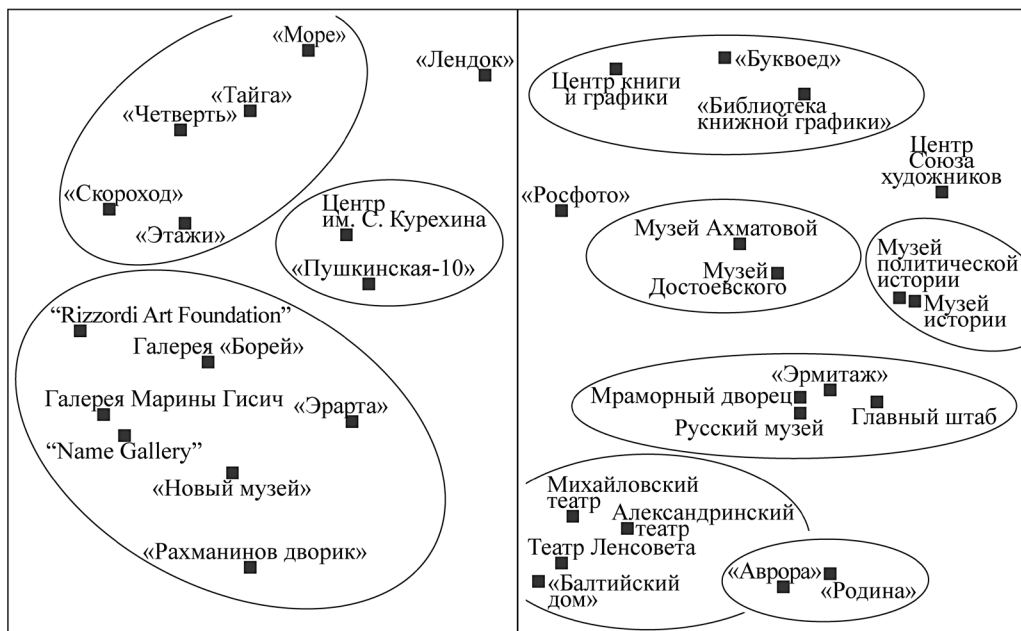 «Море»
«Лендок»
«Тайга»
«Четверть»
«Скороход»
«Этажи»
Центр
им. С. Курехина
«Пушкинская-10»
“Rizzordi Art Foundation”
Галерея «Борей»
Галерея Марины Гисич
«Эрарта»
“Name Gallery”
«Новый музей»
«Рахманинов дворик»
«Буквоед»
Центр книги
и графики
«Библиотека
книжной графики»
Центр
Союза
художников
«Росфото»
Музей Ахматовой
Музей
Достоевского
Музей
политической
истории
Музей
истории
«Эрмитаж»
Мраморный дворец
Главный штаб
Русский музей
Михайловский
театр
Александринский
театр
Театр Ленсовета
«Балтийский
дом»
«Аврора»
«Родина»